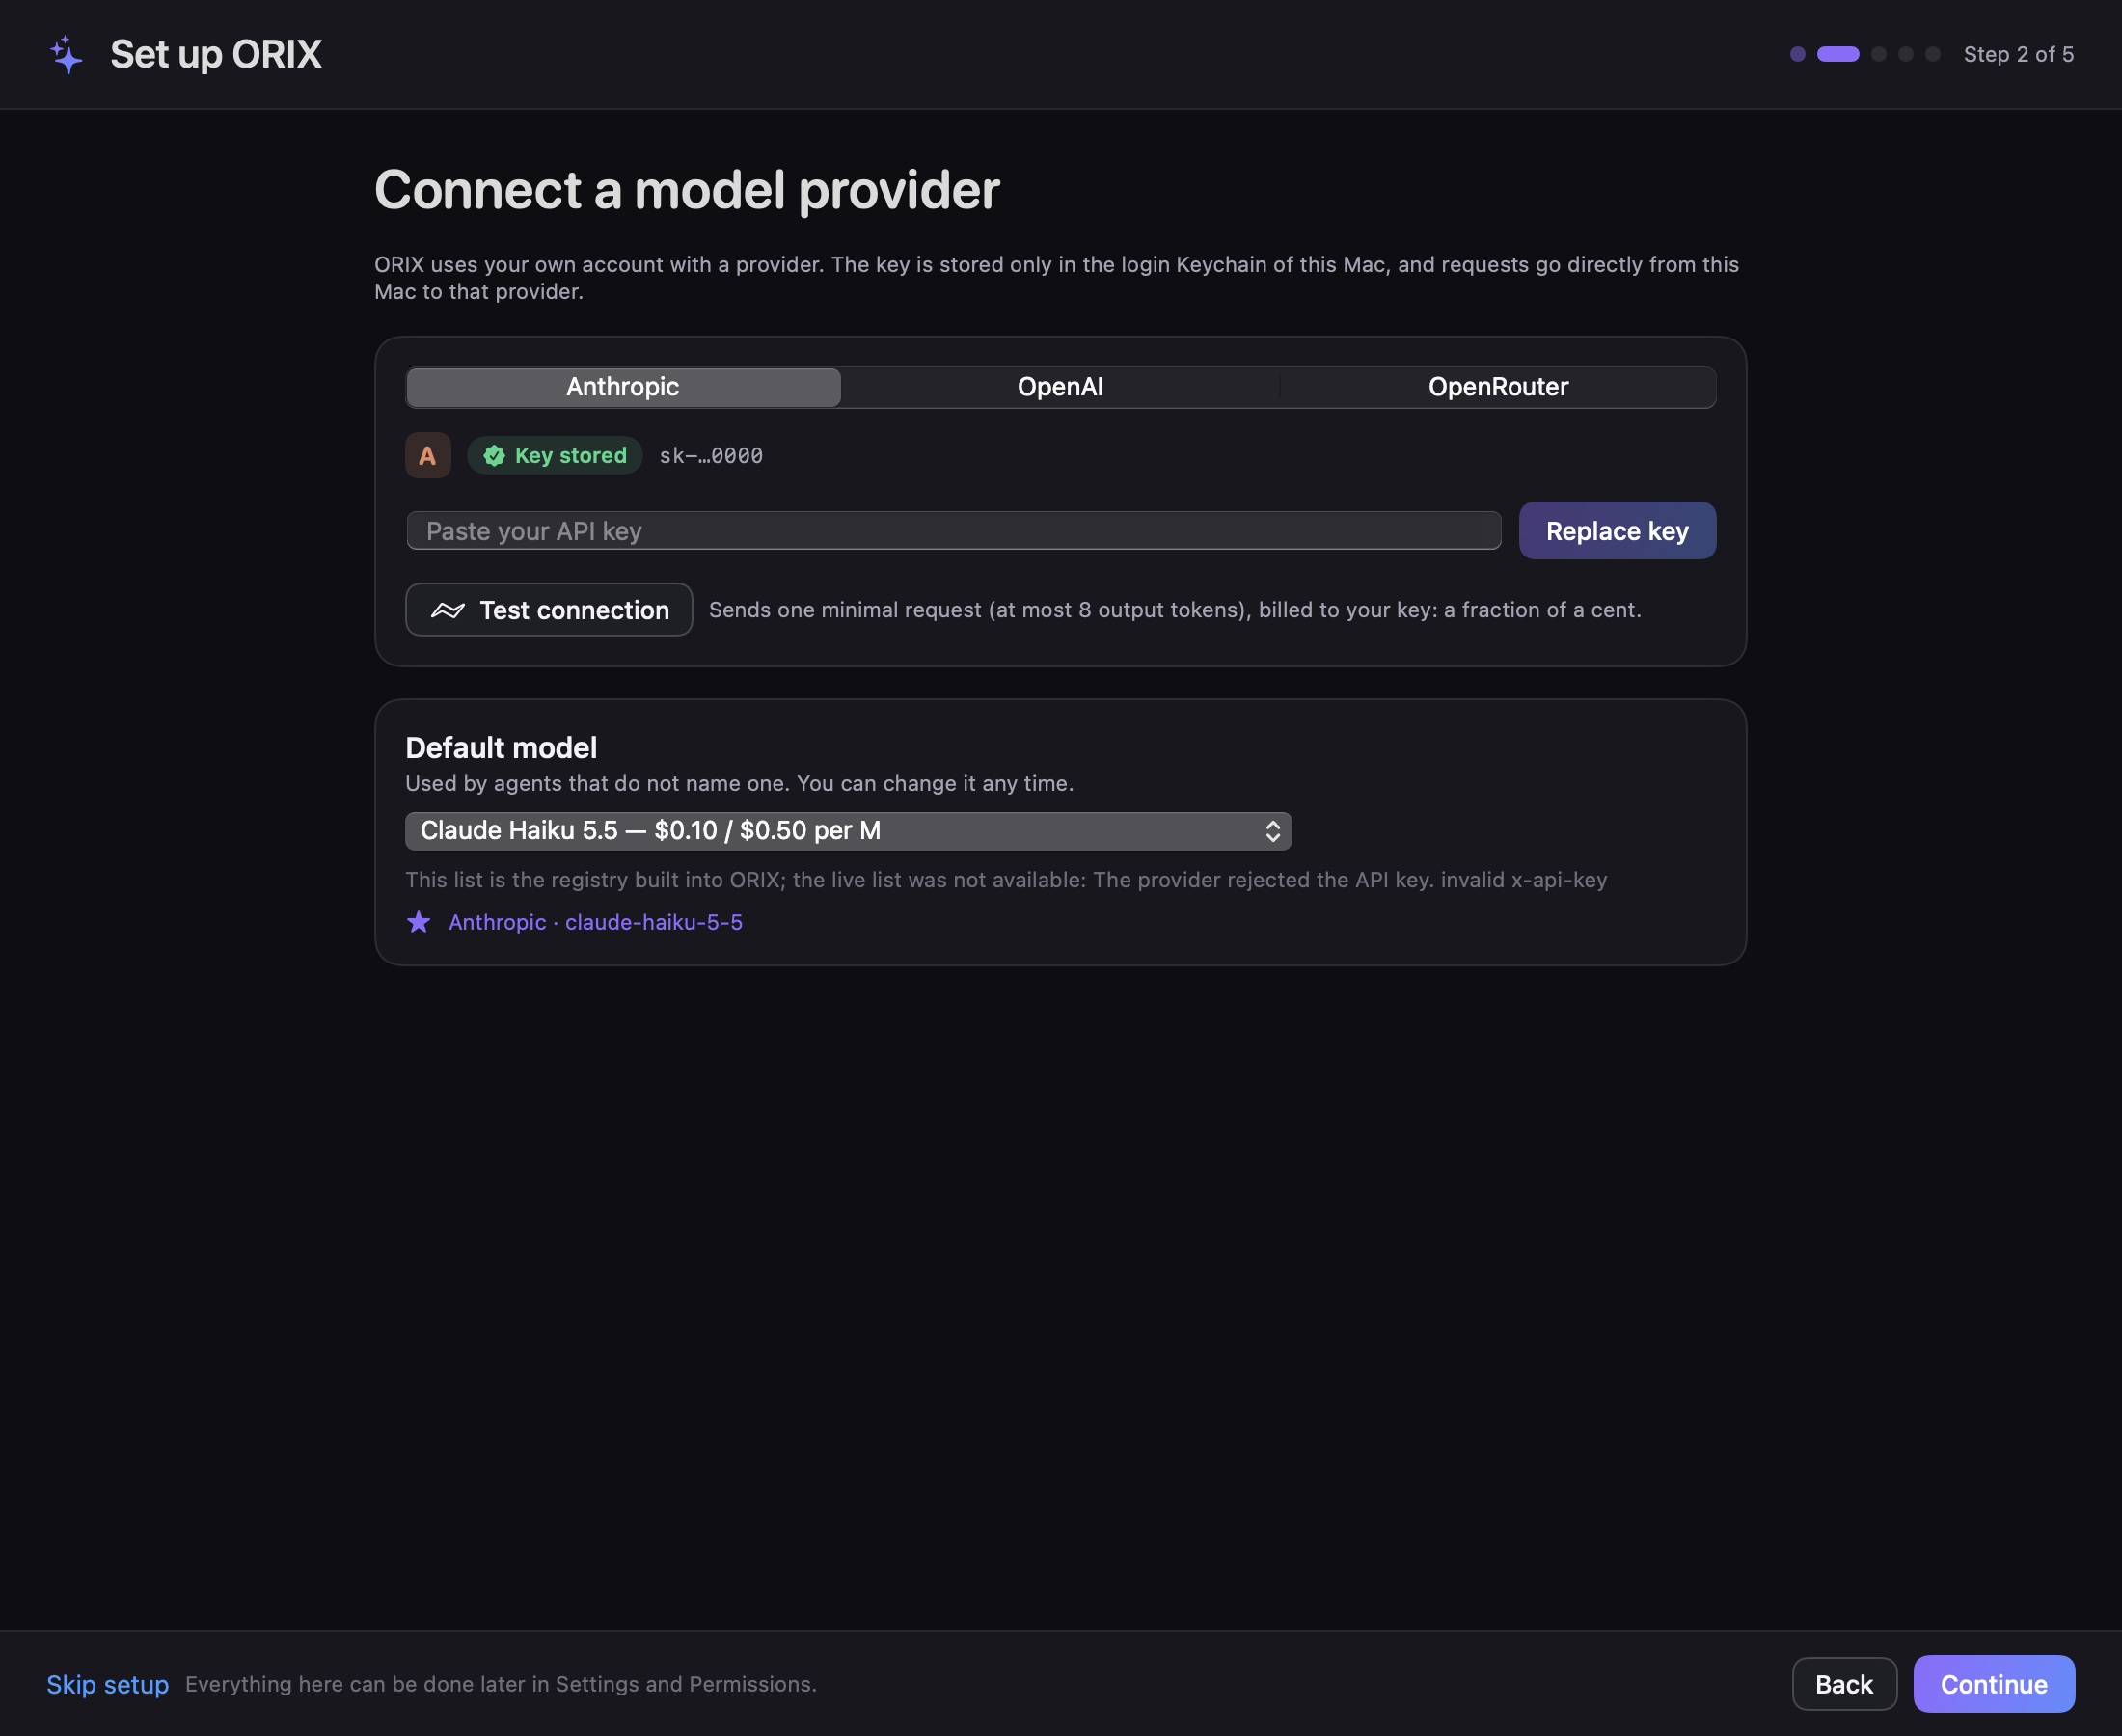 Set up ORIX
Step 2 of 5
Connect a model provider
ORIX uses your own account with a provider. The key is stored only in the login Keychain of this Mac, and requests go directly from this
Mac to that provider.
Anthropic
OpenAI
OpenRouter
A
Key stored
sk-…0000
Paste your API key
Replace key
Test connection
Sends one minimal request (at most 8 output tokens), billed to your key: a fraction of a cent.
Default model
Used by agents that do not name one. You can change it any time.
Claude Haiku 5.5 — $0.10 / $0.50 per M
This list is the registry built into ORIX; the live list was not available: The provider rejected the API key. invalid x-api-key
Anthropic · claude-haiku-5-5
Skip setup
Everything here can be done later in Settings and Permissions.
Back
Continue